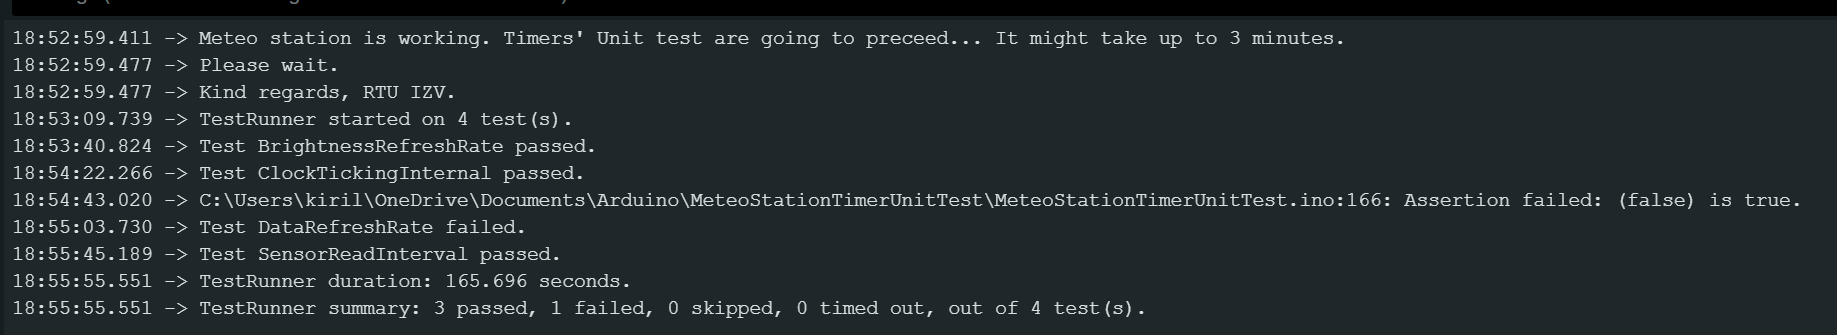 18:52:59.411 -> Meteo station is working. Timers' Unit test are going to preceed... It might take up to 3 minutes.
18:52:59.477 -> Please wait.
18:52:59.477 -> Kind regards, RTU IZV.
18:53:09.739 -> TestRunner started on 4 test(s).
18:53:40.824 -> Test BrightnessRefreshRate passed.
18:54:22.266 -> Test ClockTickingInternal passed.
18:54:43.020 -> C:\Users\kiril\OneDrive\Documents\Arduino\MeteoStationTimerUnitTest\MeteoStationTimerUnitTest.ino:166: Assertion failed: (false) is true.
18:55:03.730 -> Test DataRefreshRate failed.
18:55:45.189 -> Test SensorReadInterval passed.
18:55:55.551 -> TestRunner duration: 165.696 seconds.
18:55:55.551 -> TestRunner summary: 3 passed, 1 failed, 0 skipped, 0 timed out, out of 4 test(s).